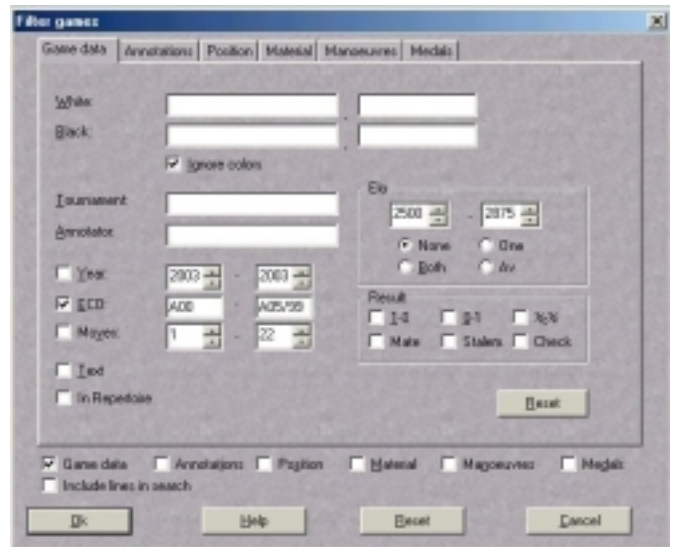 Filter games
Game data Annotations Position Material Manoeuvres Medals
White:
Black:
Ignore colors
Tournament:
Annotator:
Elo
2500 - 2875
None One
Both Av
Year: 2003 - 2003
ECO: A00 - A05/99
Moves: 1 - 22
Result
1-0 0-1 ½-½
Mate Stalem. Check
Text
In Repertoire
Reset
Game data Annotations Position Material Manoeuvres Medals
Include lines in search
Ok Help Reset Cancel